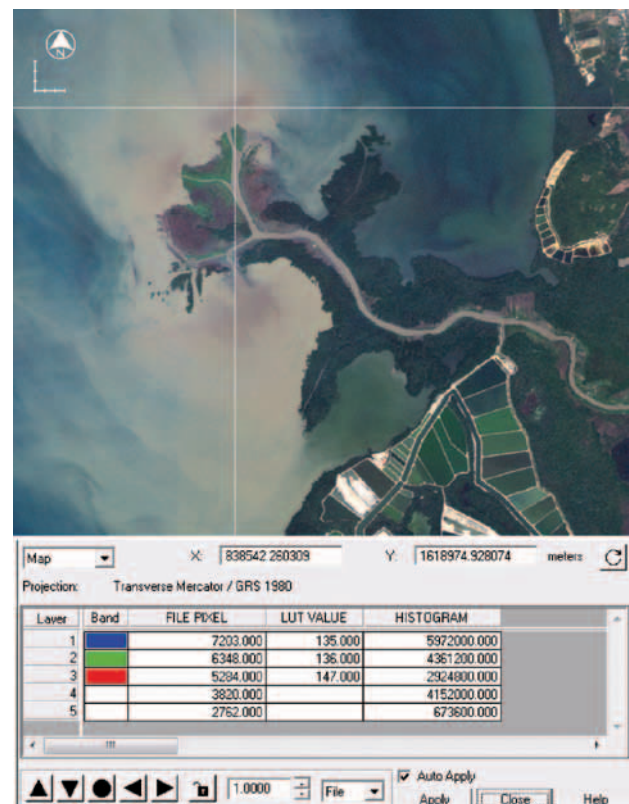 N
Map X: 838542.260309 Y: 1618974.928074 meters
Projection: Transverse Mercator / GRS 1980
Layer Band FILE PIXEL LUT VALUE HISTOGRAM
1 7203.000 135.000 5972000.000
2 6348.000 136.000 4361200.000
3 5284.000 147.000 2924800.000
4 3820.000 4152000.000
5 2762.000 673600.000
1.0000 File Auto Apply
Apply Close Help